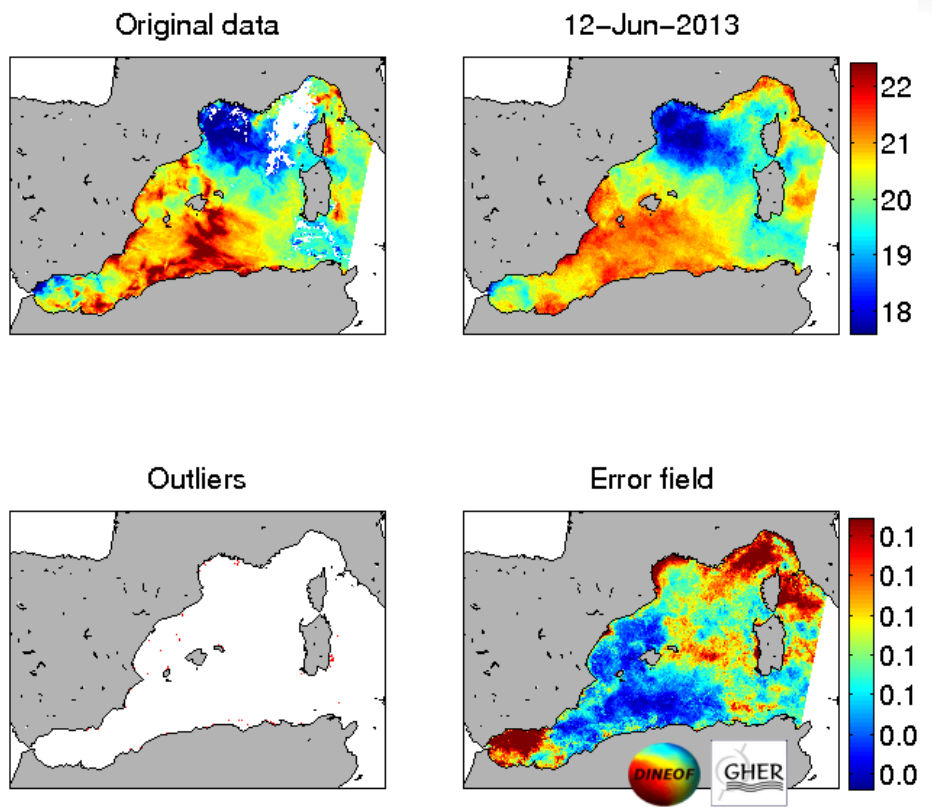 Original data
12-Jun-2013
22
21
20
19
18
Outliers
Error field
0.1
0.1
0.1
0.1
0.1
0.0
0.0
DINEOF
GHER